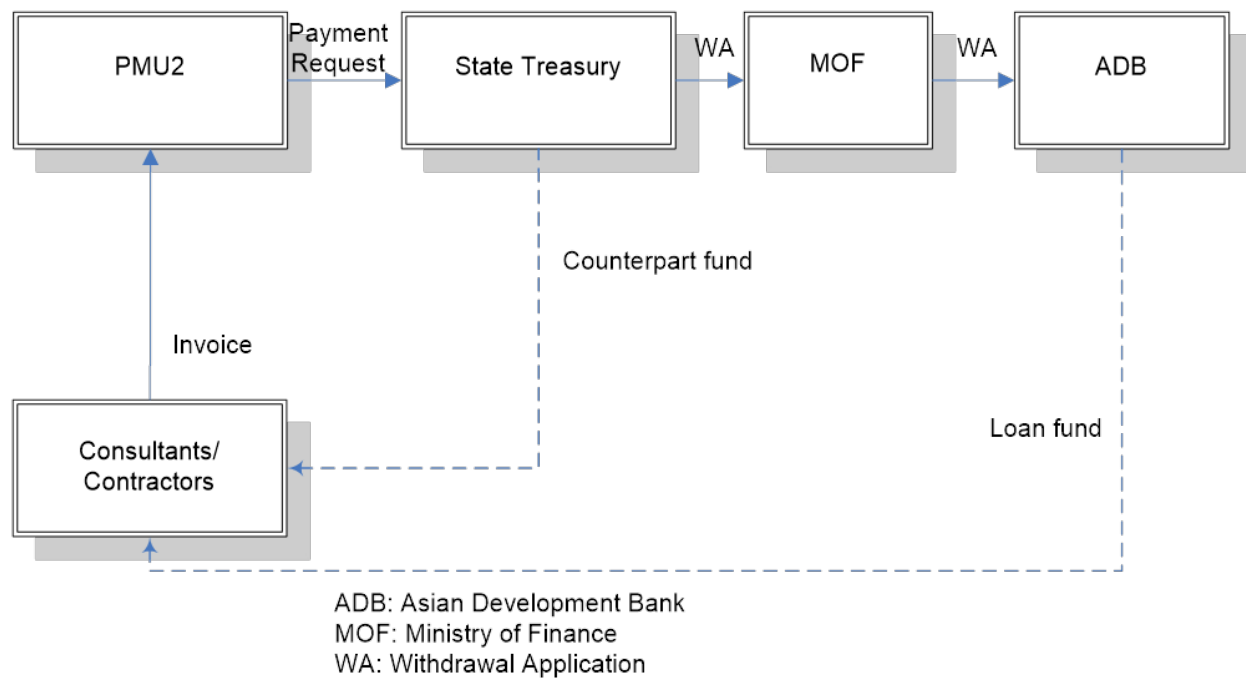 PMU2
Payment
Request
State Treasury
WA
MOF
WA
ADB
Counterpart fund
Invoice
Consultants/
Contractors
Loan fund
ADB: Asian Development Bank
MOF: Ministry of Finance
WA: Withdrawal Application